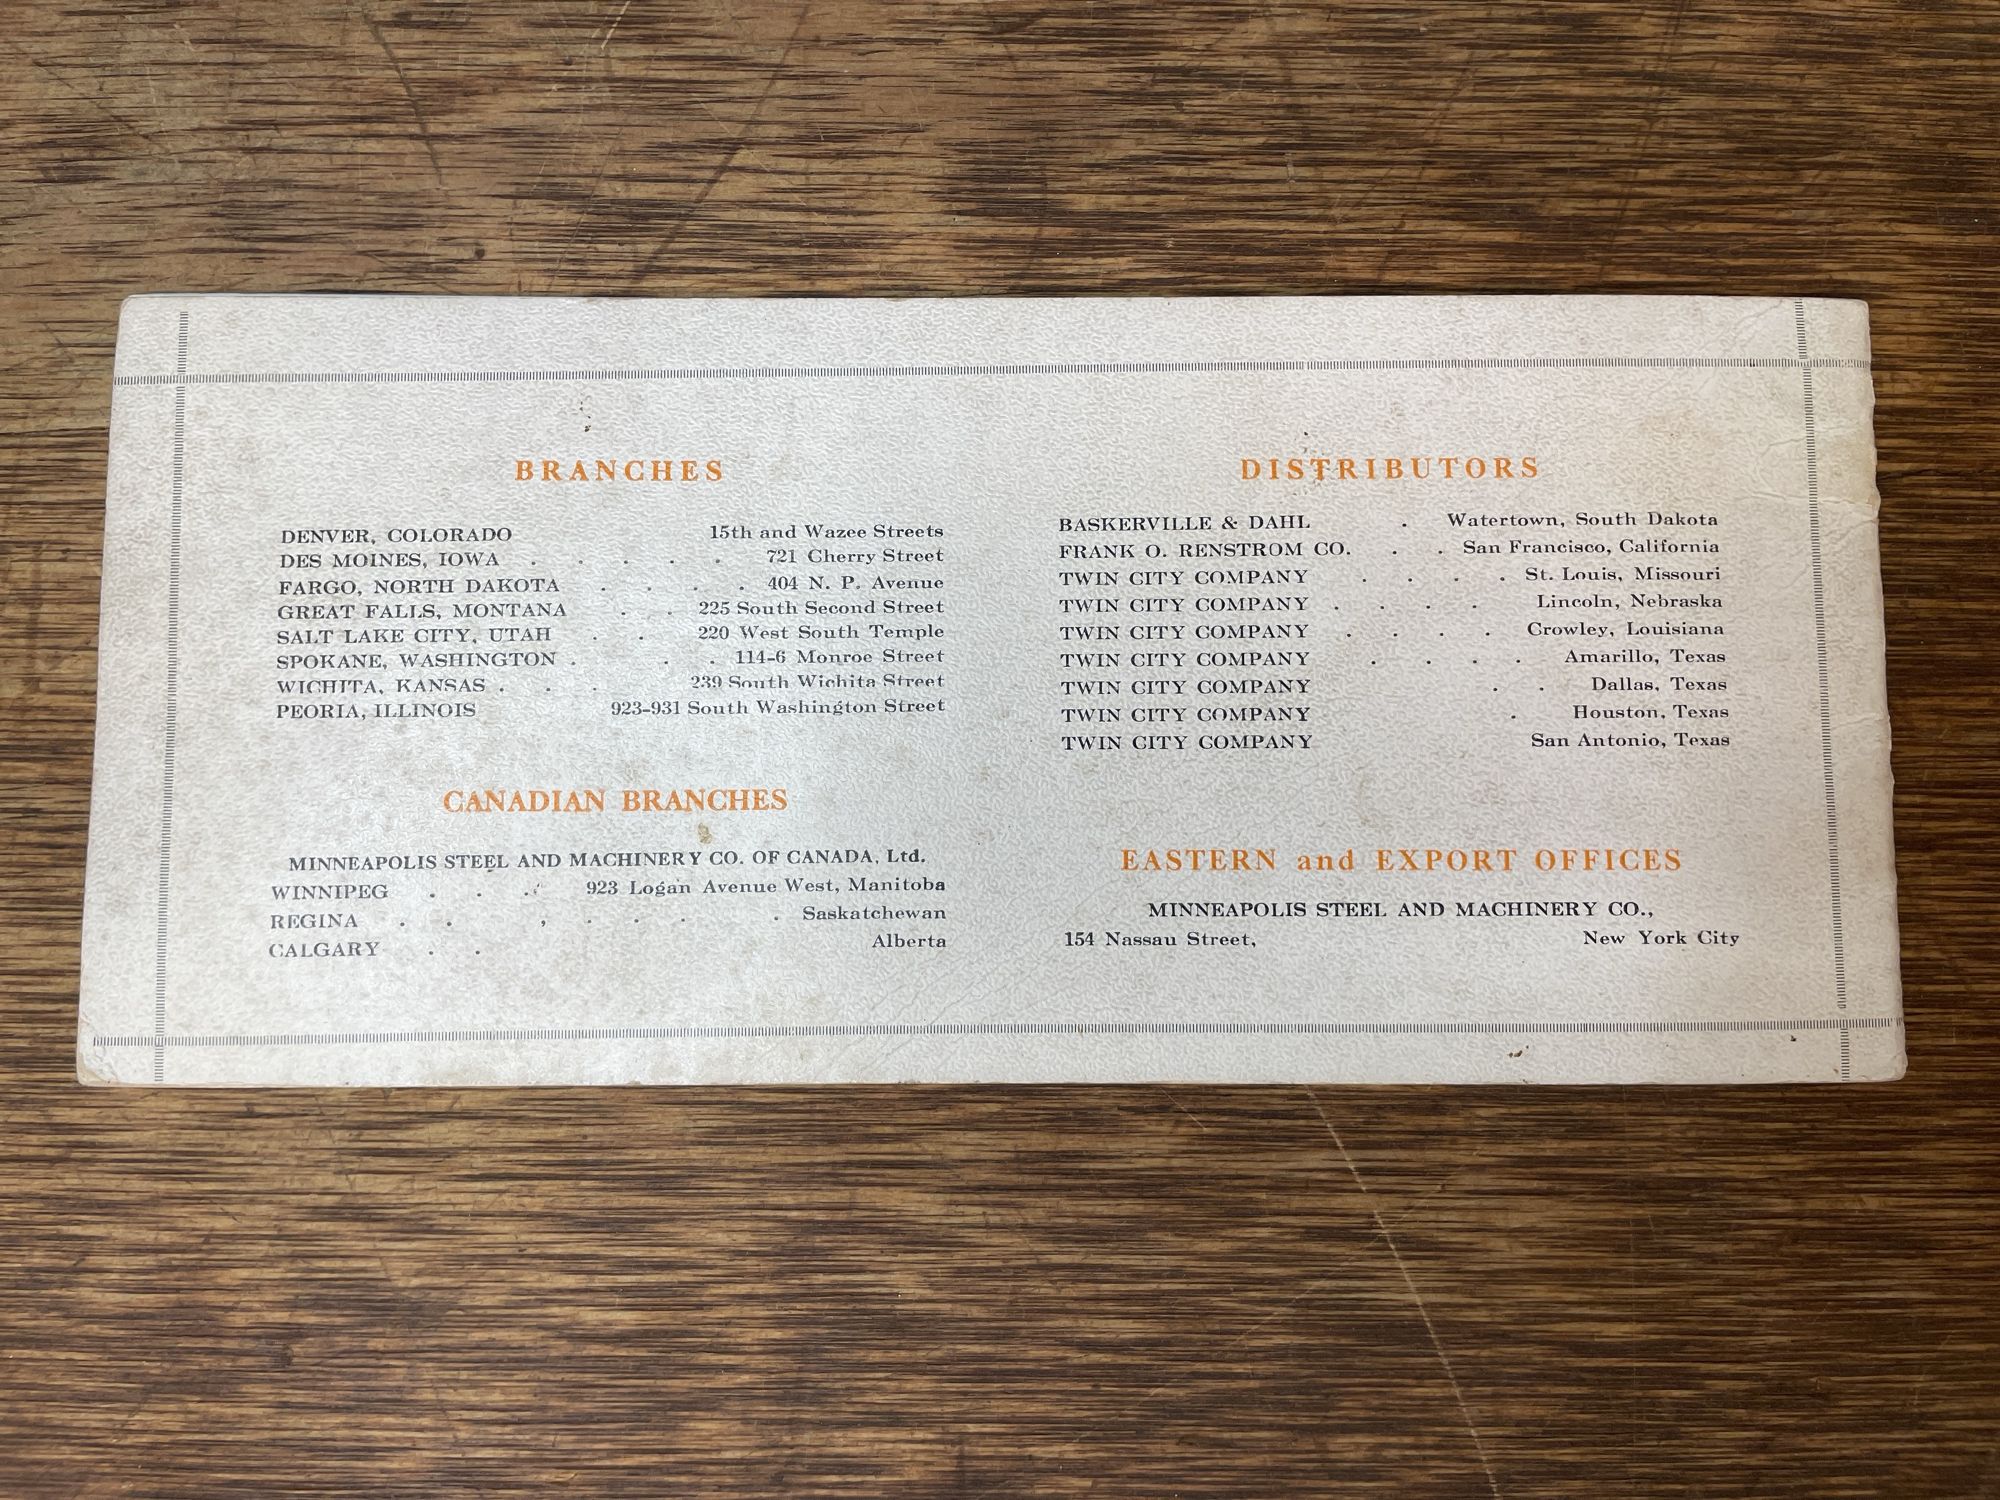 BRANCHES
DENVER, COLORADO 15th and Wazee Streets
DES MOINES, IOWA . . . . . 721 Cherry Street
FARGO, NORTH DAKOTA . . . . 404 N. P. Avenue
GREAT FALLS, MONTANA . . 225 South Second Street
SALT LAKE CITY, UTAH . . 220 West South Temple
SPOKANE, WASHINGTON . . . 114-6 Monroe Street
WICHITA, KANSAS . . . 239 South Wichita Street
PEORIA, ILLINOIS 923-931 South Washington Street
CANADIAN BRANCHES
MINNEAPOLIS STEEL AND MACHINERY CO. OF CANADA, Ltd.
WINNIPEG . . . 923 Logan Avenue West, Manitoba
REGINA . . , . . . . Saskatchewan
CALGARY . . Alberta
DISTRIBUTORS
BASKERVILLE & DAHL . Watertown, South Dakota
FRANK O. RENSTROM CO. . . San Francisco, California
TWIN CITY COMPANY . . . . St. Louis, Missouri
TWIN CITY COMPANY . . . . Lincoln, Nebraska
TWIN CITY COMPANY . . . . Crowley, Louisiana
TWIN CITY COMPANY . . . . Amarillo, Texas
TWIN CITY COMPANY . . Dallas, Texas
TWIN CITY COMPANY . Houston, Texas
TWIN CITY COMPANY San Antonio, Texas
EASTERN and EXPORT OFFICES
MINNEAPOLIS STEEL AND MACHINERY CO.,
154 Nassau Street, New York City